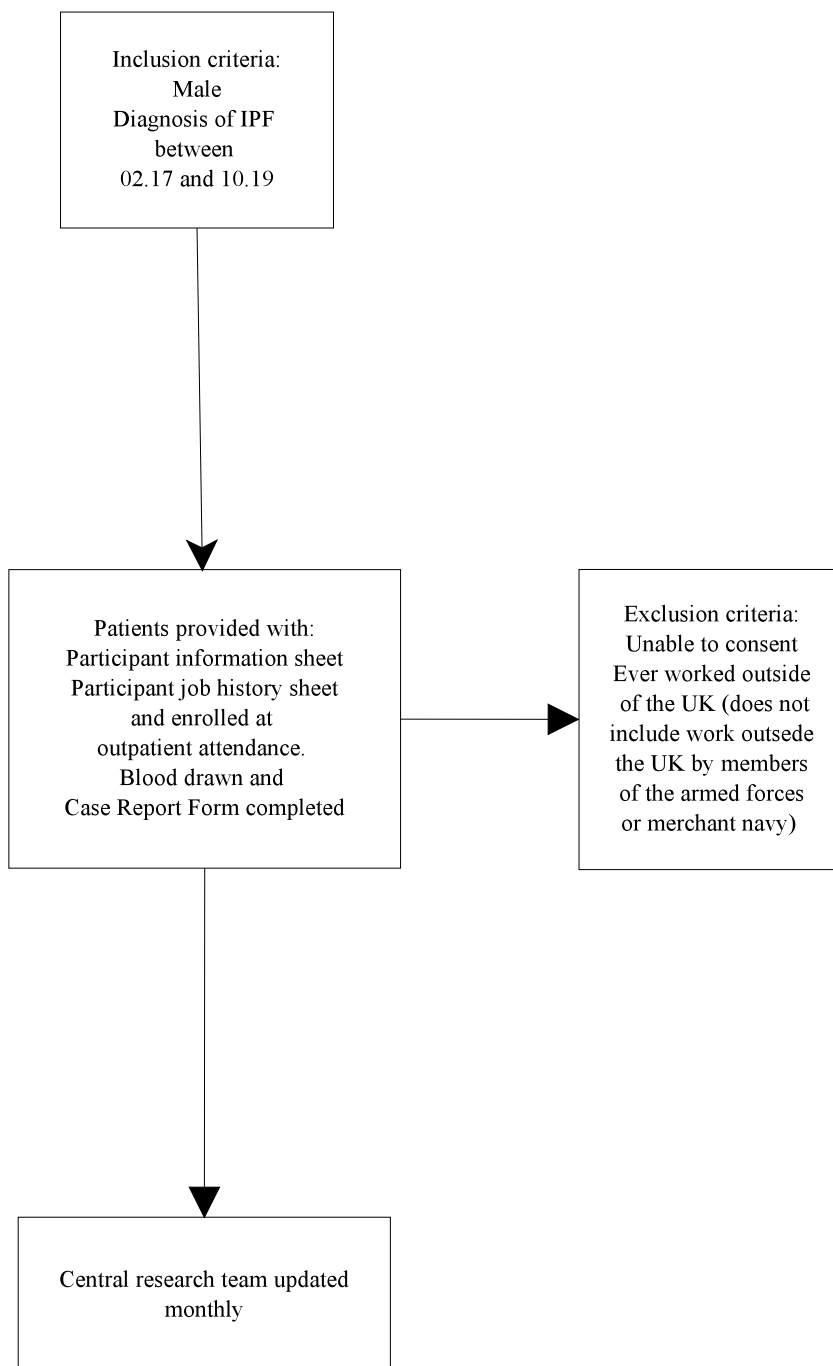 Inclusion criteria:
Male
Diagnosis of IPF
between
02.17 and 10.19
Patients provided with:
Participant information sheet
Participant job history sheet
and enrolled at
outpatient attendance.
Blood drawn and
Case Report Form completed
Exclusion criteria:
Unable to consent
Ever worked outside
of the UK (does not
include work outsede
the UK by members
of the armed forces
or merchant navy)
Central research team updated
monthly